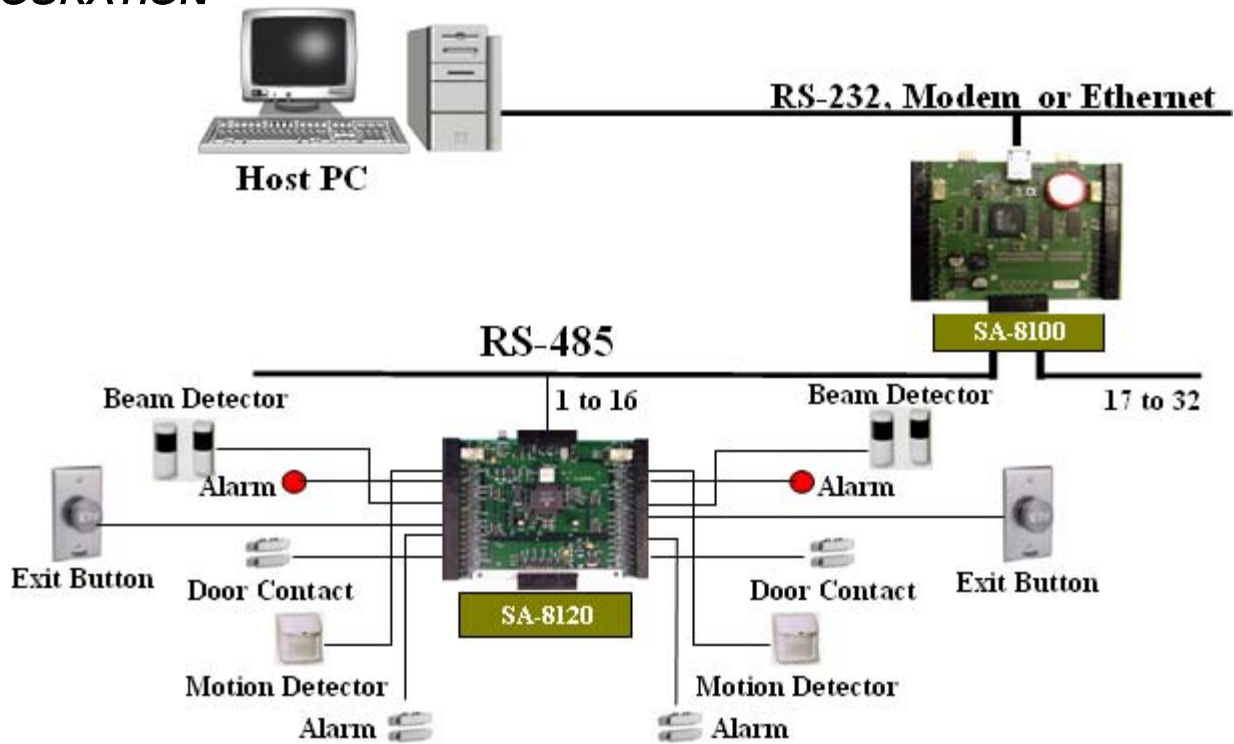 RS-232, Modem or Ethernet
Host PC
SA-8100
RS-485
Beam Detector
1 to 16
Beam Detector
17 to 32
Alarm
Alarm
Exit Button
Door Contact
Door Contact
Exit Button
SA-8120
Motion Detector
Motion Detector
Alarm
Alarm